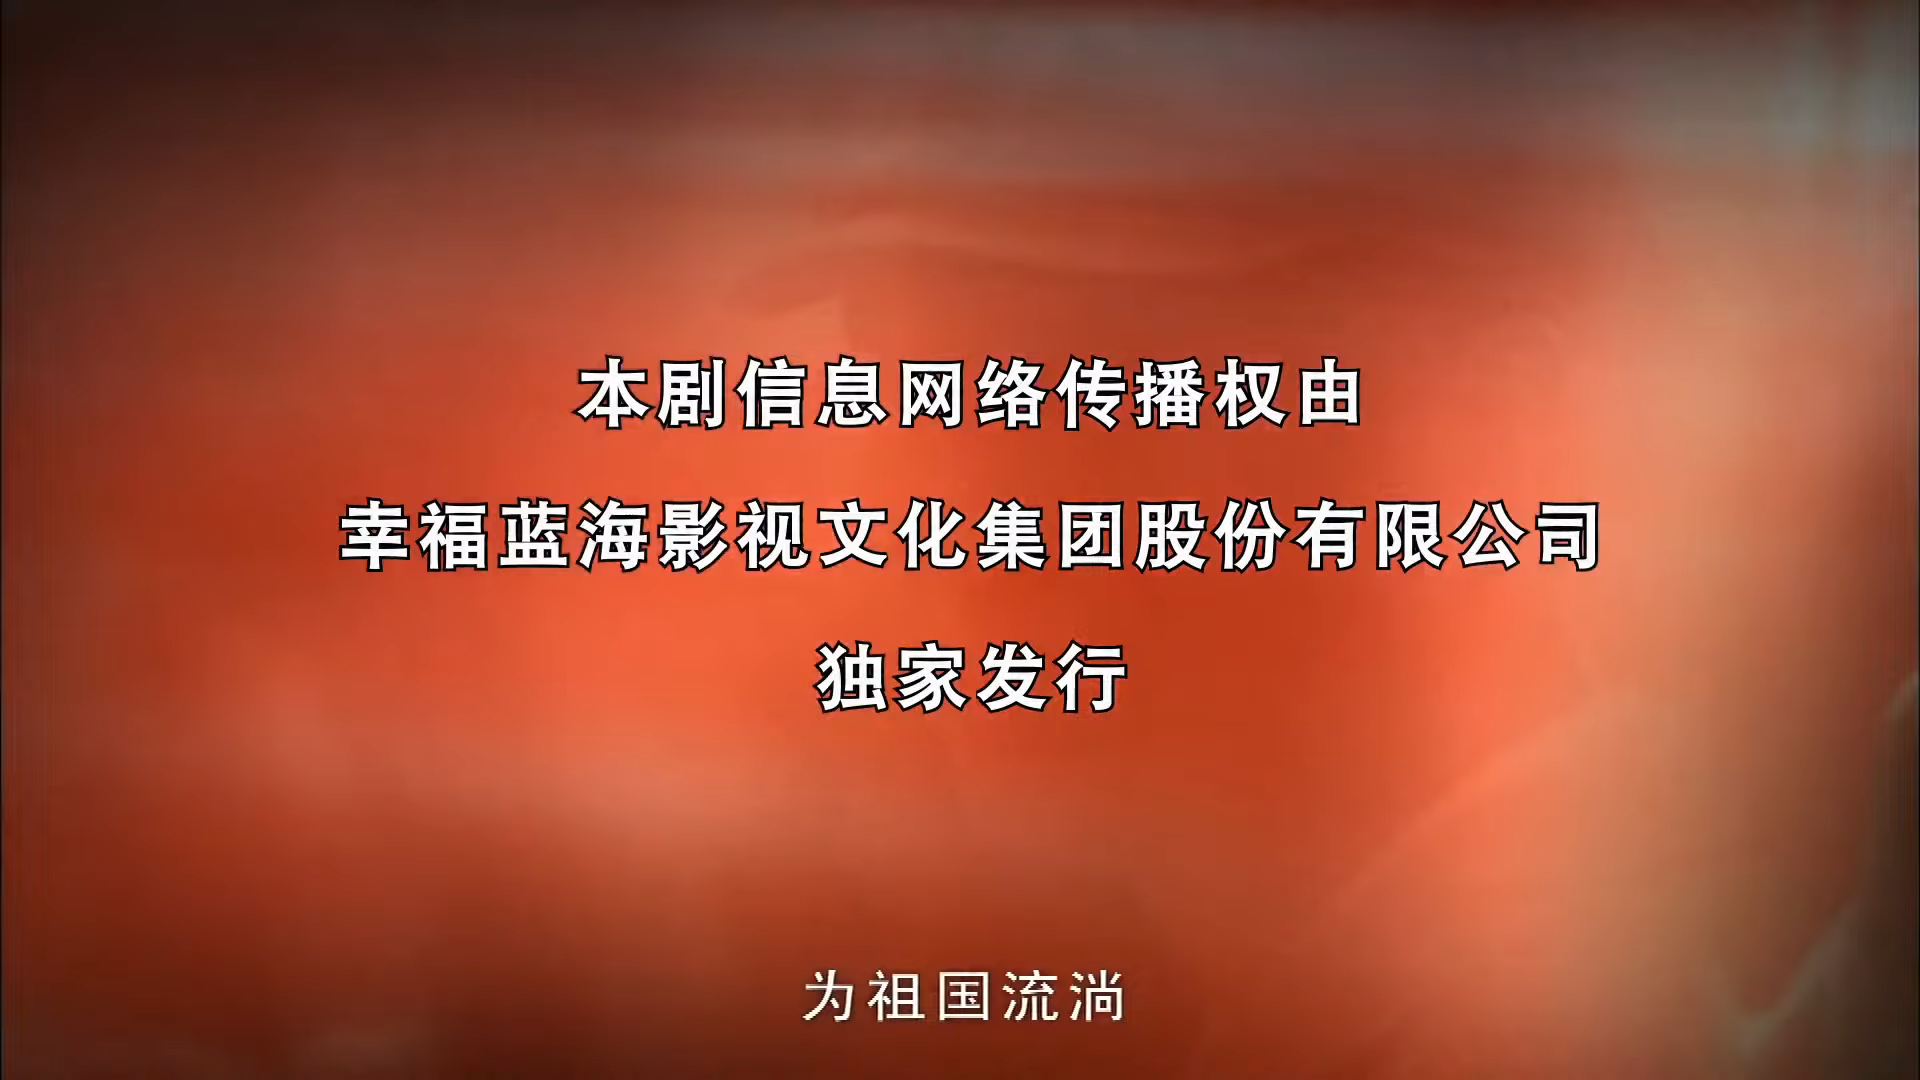 本剧信息网络传播权由
幸福蓝海影视文化集团股份有限公司
独家发行
为祖国流淌